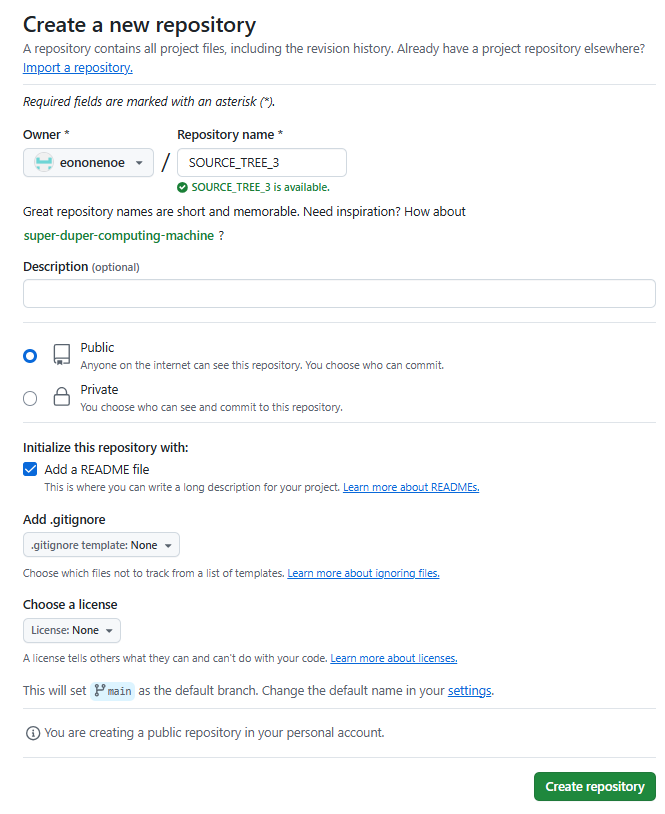 Create a new repository
A repository contains all project files, including the revision history. Already have a project repository elsewhere?
Import a repository.
Required fields are marked with an asterisk (*).
Owner * Repository name *
eononenoe / SOURCE_TREE_3
SOURCE_TREE_3 is available.
Great repository names are short and memorable. Need inspiration? How about
super-duper-computing-machine ?
Description (optional)
Public
Anyone on the internet can see this repository. You choose who can commit.
Private
You choose who can see and commit to this repository.
Initialize this repository with:
Add a README file
This is where you can write a long description for your project. Learn more about READMEs.
Add .gitignore
.gitignore template: None
Choose which files not to track from a list of templates. Learn more about ignoring files.
Choose a license
License: None
A license tells others what they can and can't do with your code. Learn more about licenses.
This will set main as the default branch. Change the default name in your settings.
You are creating a public repository in your personal account.
Create repository